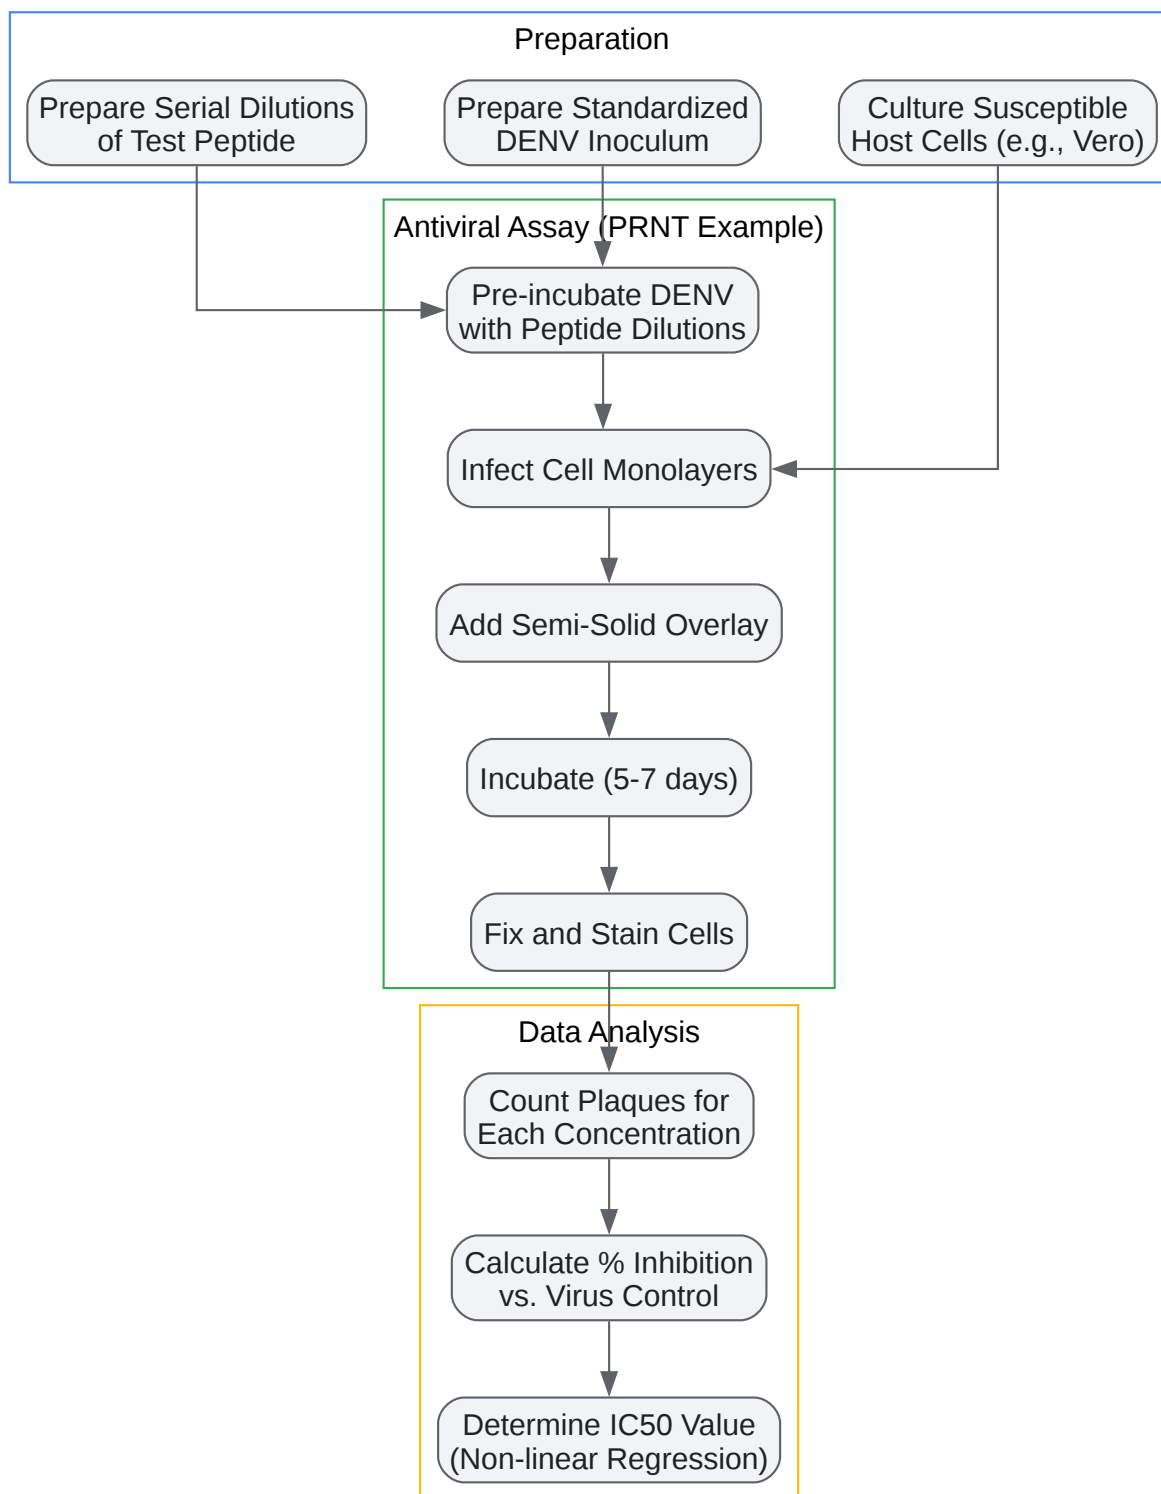 Preparation
Prepare Serial Dilutions
of Test Peptide
Prepare Standardized
DENV Inoculum
Culture Susceptible
Host Cells (e.g., Vero)
Antiviral Assay (PRNT Example)
Pre-incubate DENV
with Peptide Dilutions
Infect Cell Monolayers
Add Semi-Solid Overlay
Incubate (5-7 days)
Fix and Stain Cells
Data Analysis
Count Plaques for
Each Concentration
Calculate % Inhibition
vs. Virus Control
Determine IC50 Value
(Non-linear Regression)